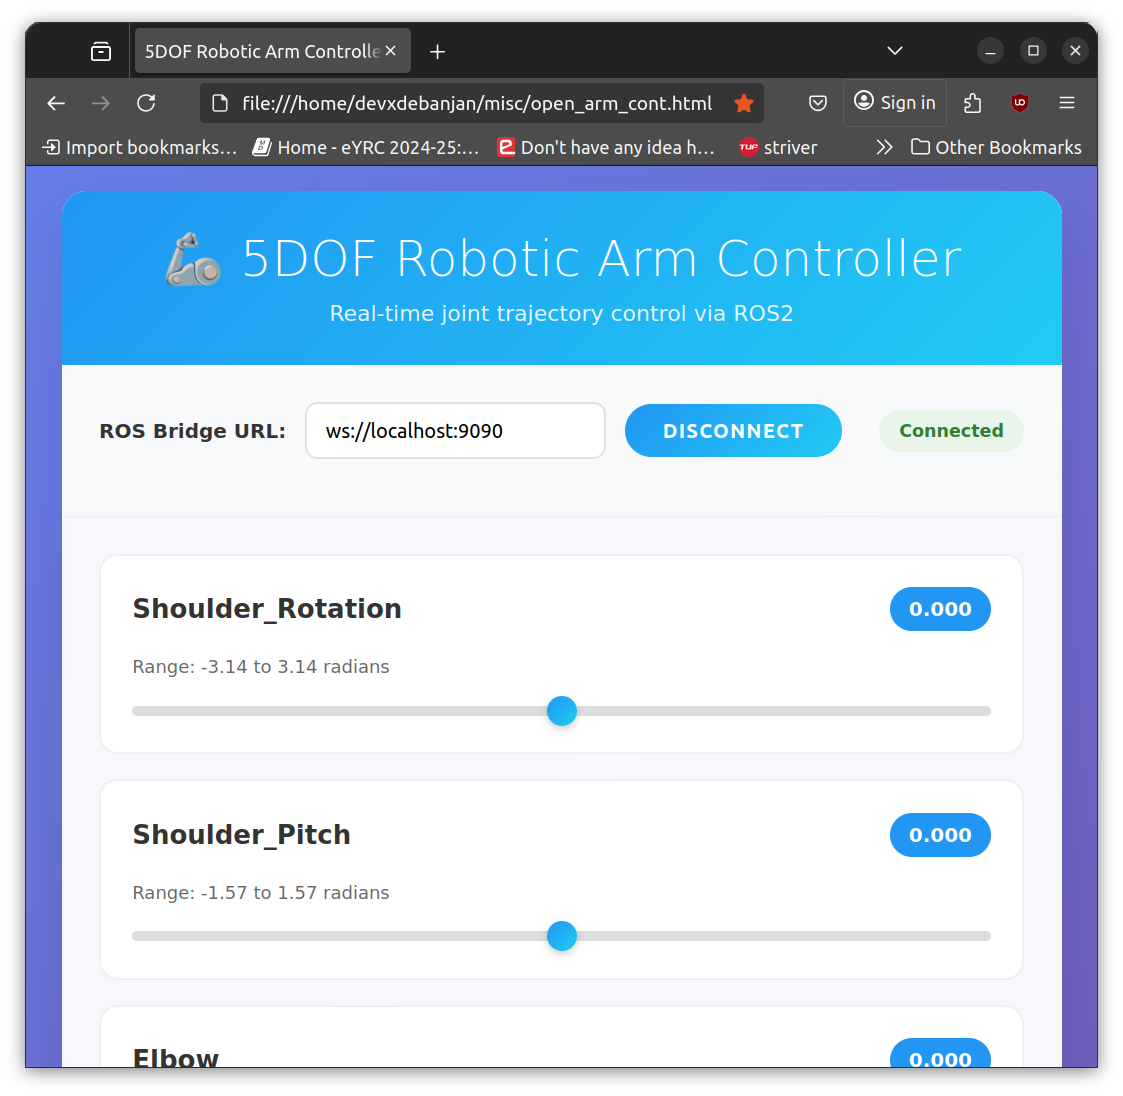 5DOF Robotic Arm Controlle
file:///home/devxdebanjan/misc/open_arm_cont.html
Sign in
Import bookmarks...
Home - eYRC 2024-25:...
Don't have any idea h...
striver
Other Bookmarks
5DOF Robotic Arm Controller
Real-time joint trajectory control via ROS2
ROS Bridge URL:
ws://localhost:9090
DISCONNECT
Connected
Shoulder_Rotation
0.000
Range: -3.14 to 3.14 radians
Shoulder_Pitch
0.000
Range: -1.57 to 1.57 radians
Elbow
0.000